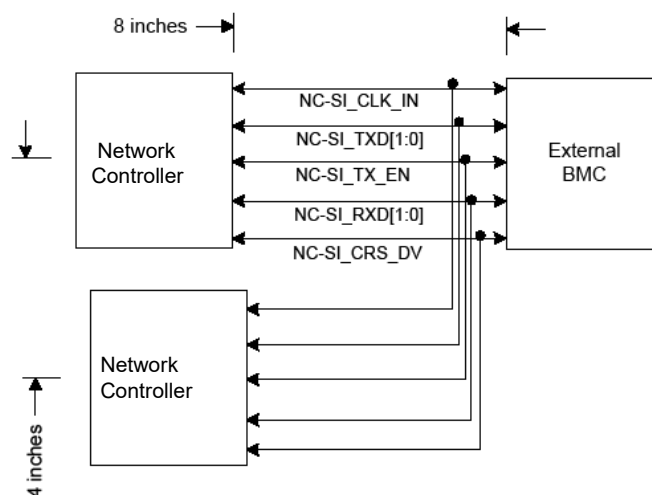 8 inches
NC-SI_CLK_IN
NC-SI_TXD[1:0]
Network
Controller
NC-SI_TX_EN
NC-SI_RXD[1:0]
NC-SI_CRS_DV
External
BMC
Network
Controller
4 inches